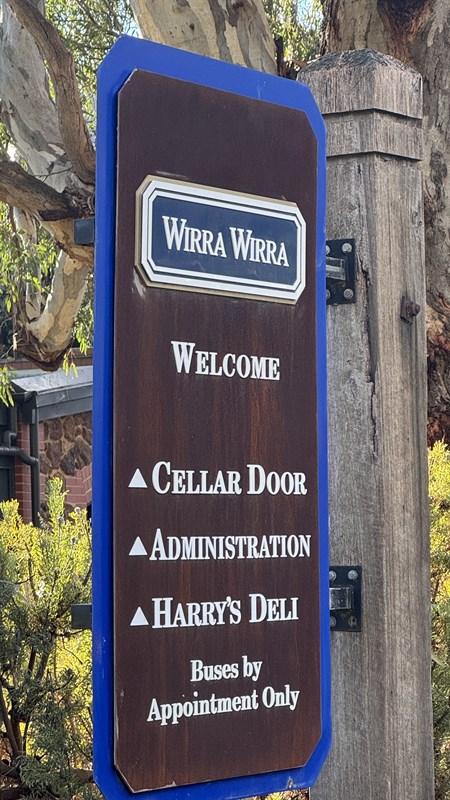 WIRRA WIRRA
WELCOME
▲ CELLAR DOOR
▲ ADMINISTRATION
▲ HARRY'S DELI
Buses by
Appointment Only